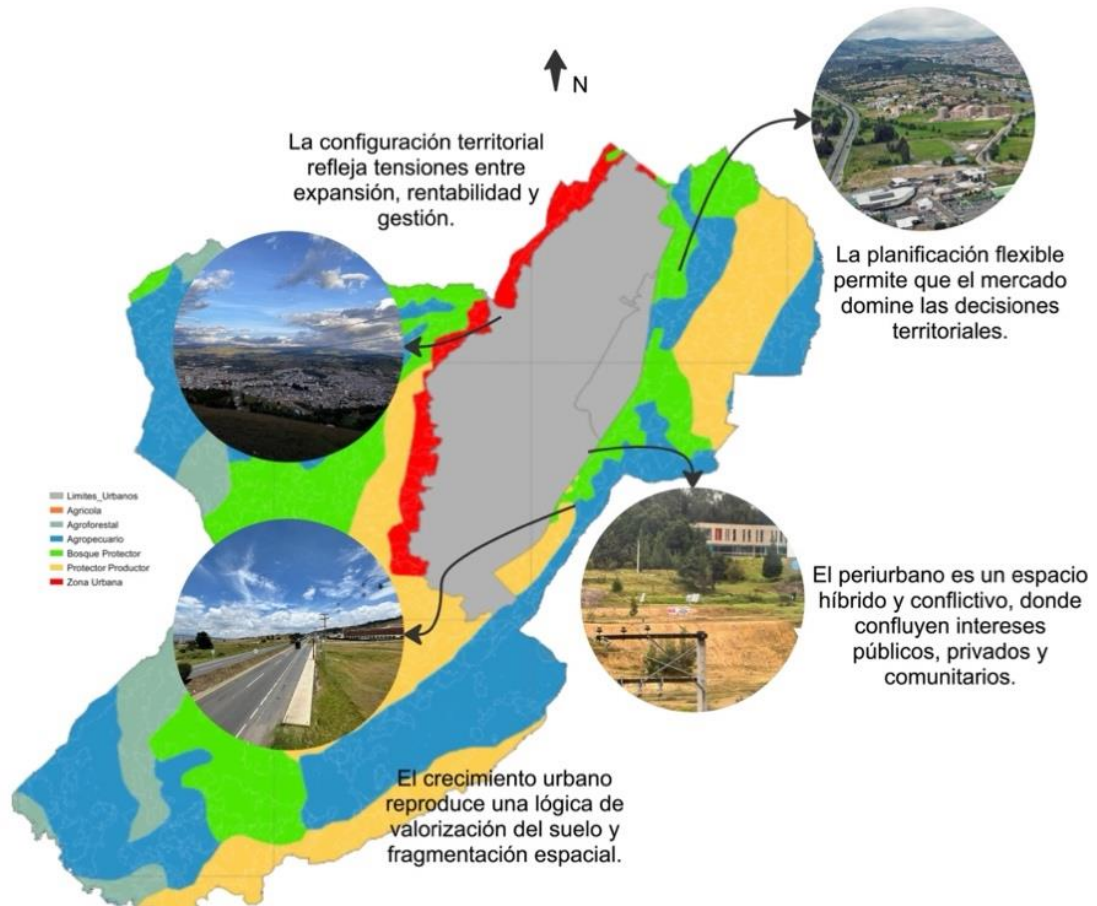 N
La configuración territorial
refleja tensiones entre
expansión, rentabilidad y
gestión.
La planificación flexible
permite que el mercado
domine las decisiones
territoriales.
Limites_Urbanos
Agricola
Agroforestal
Agropecuario
Bosque Protector
Protector Productor
Zona Urbana
El periurbano es un espacio
híbrido y conflictivo, donde
confluyen intereses
públicos, privados y
comunitarios.
El crecimiento urbano
reproduce una lógica de
valorización del suelo y
fragmentación espacial.